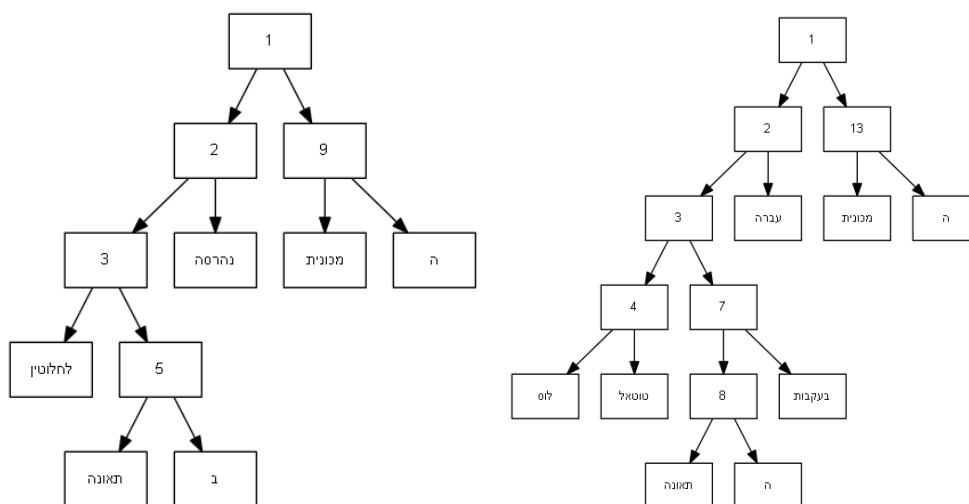 1
2
9
3
נהרסה
מכונית
ה
לחלוטין
5
תאונה
ב
1
2
13
3
עברה
מכונית
ה
4
7
לוס
טוטאל
8
בעקבות
תאונה
ה